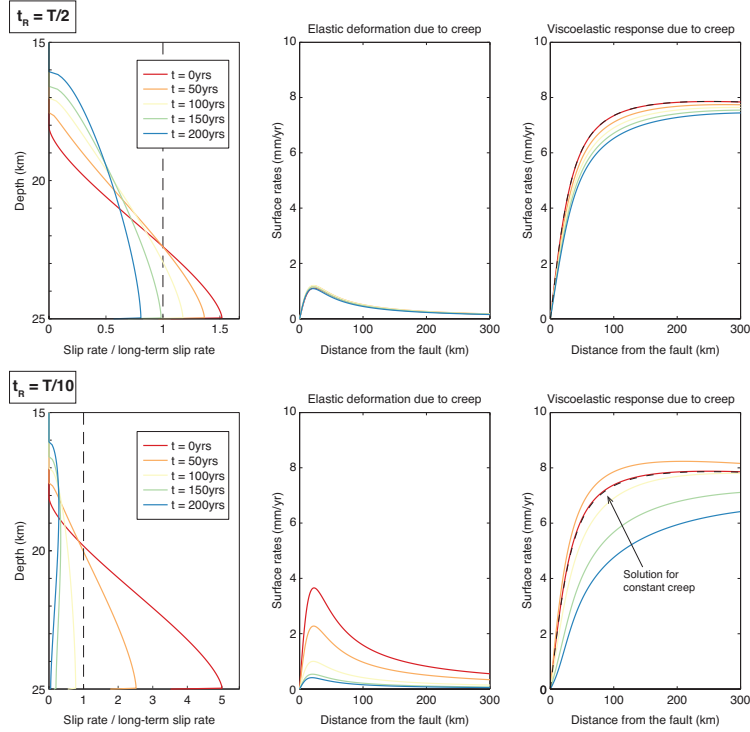 t_R = T/2
Elastic deformation due to creep
Viscoelastic response due to creep
15
20
25
Depth (km)
t = 0yrs
t = 50yrs
t = 100yrs
t = 150yrs
t = 200yrs
0 0.5 1 1.5
Slip rate / long-term slip rate
10
8
6
4
2
0
Surface rates (mm/yr)
0 100 200 300
Distance from the fault (km)
10
8
6
4
2
0
Surface rates (mm/yr)
0 100 200 300
Distance from the fault (km)
t_R = T/10
Elastic deformation due to creep
Viscoelastic response due to creep
15
20
25
Depth (km)
t = 0yrs
t = 50yrs
t = 100yrs
t = 150yrs
t = 200yrs
0 1 2 3 4 5
Slip rate / long-term slip rate
10
8
6
4
2
0
Surface rates (mm/yr)
0 100 200 300
Distance from the fault (km)
10
8
6
4
2
0
Surface rates (mm/yr)
Solution for
constant creep
0 100 200 300
Distance from the fault (km)